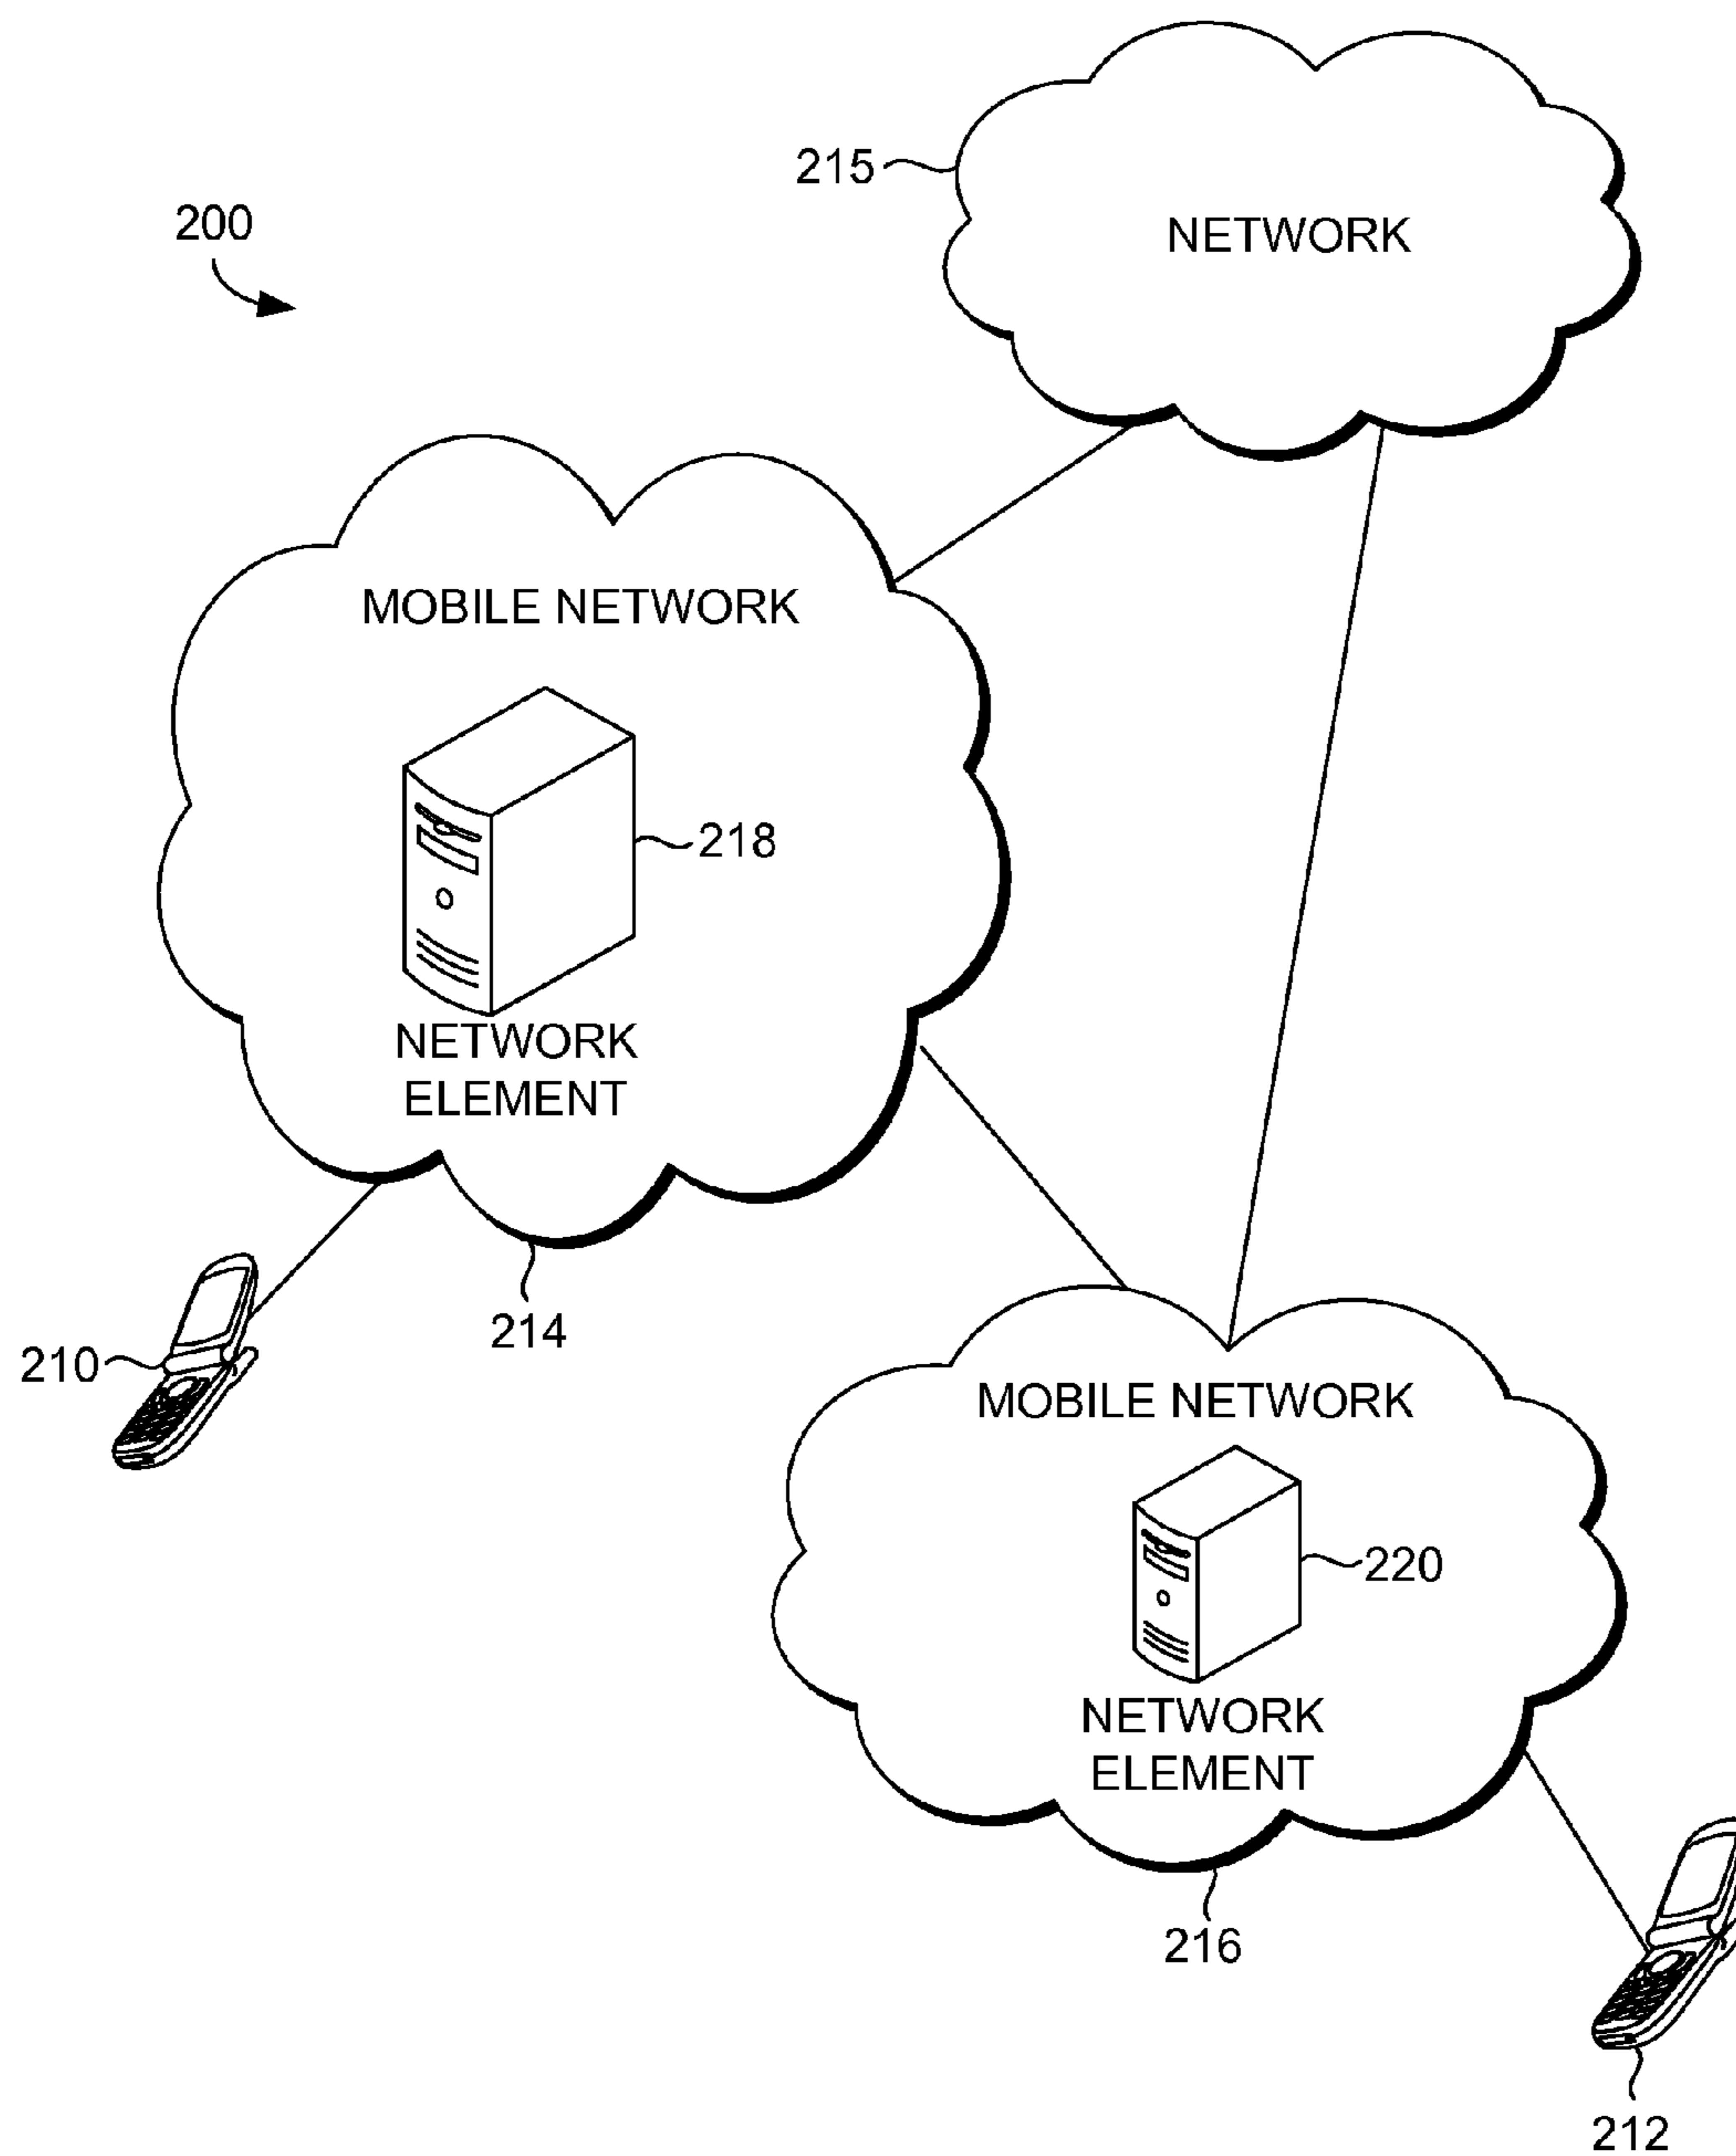 215
NETWORK
200
MOBILE NETWORK
218
NETWORK
ELEMENT
214
210
MOBILE NETWORK
220
NETWORK
ELEMENT
216
212